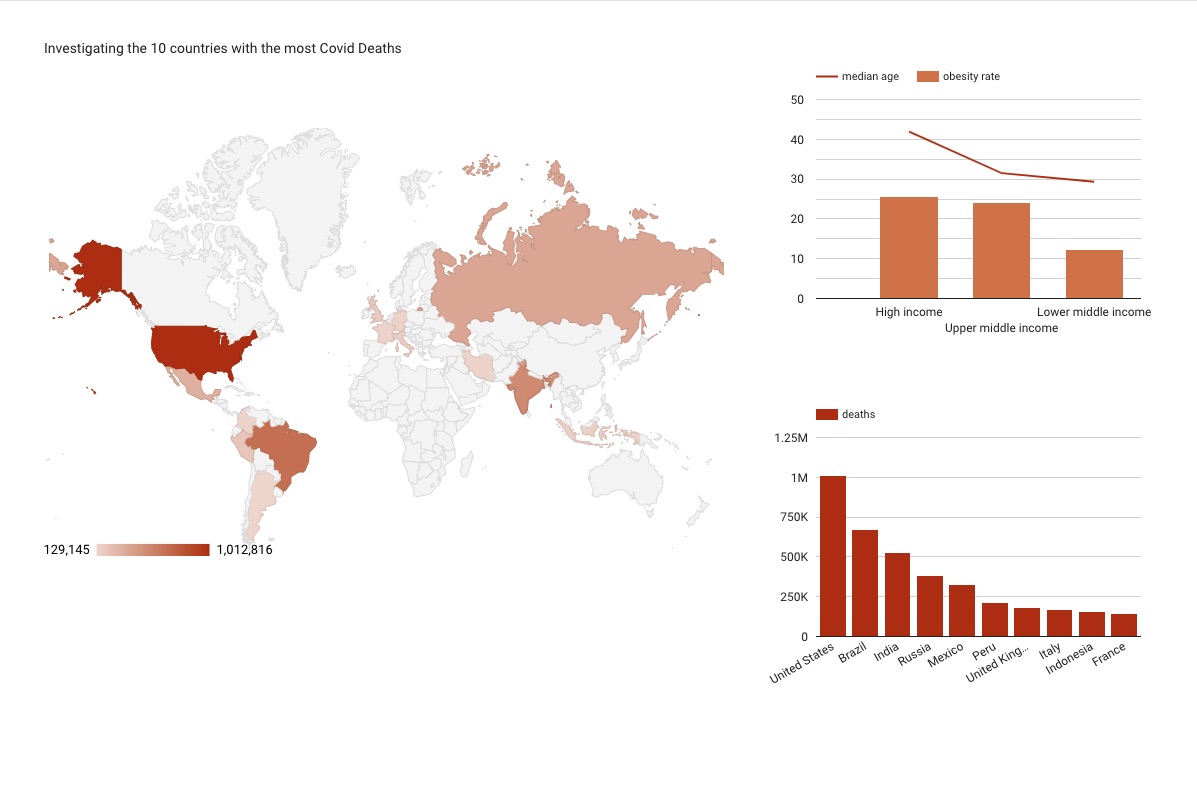 Investigating the 10 countries with the most Covid Deaths
129,145
1,012,816
median age
obesity rate
50
40
30
20
10
0
High income
Upper middle income
Lower middle income
deaths
1.25M
1M
750K
500K
250K
0
United States
Brazil
India
Russia
Mexico
Peru
United King...
Italy
Indonesia
France